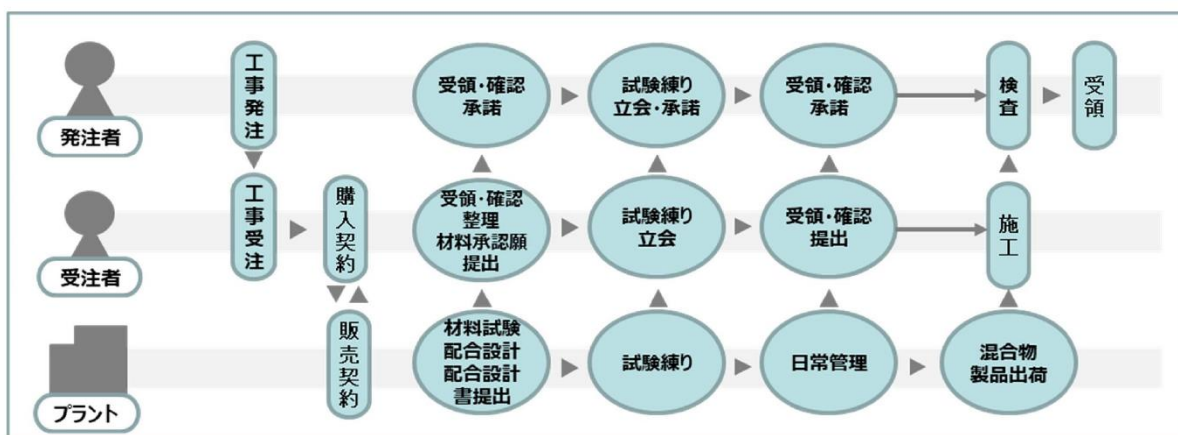 発注者
工事発注
受領・確認
承諾
試験練り
立会・承諾
受領・確認
承諾
検査
受領
受注者
工事受注
購入契約
受領・確認
整理
材料承認願
提出
試験練り
立会
受領・確認
提出
施工
プラント
販売契約
材料試験
配合設計
配合設計
書提出
試験練り
日常管理
混合物
製品出荷